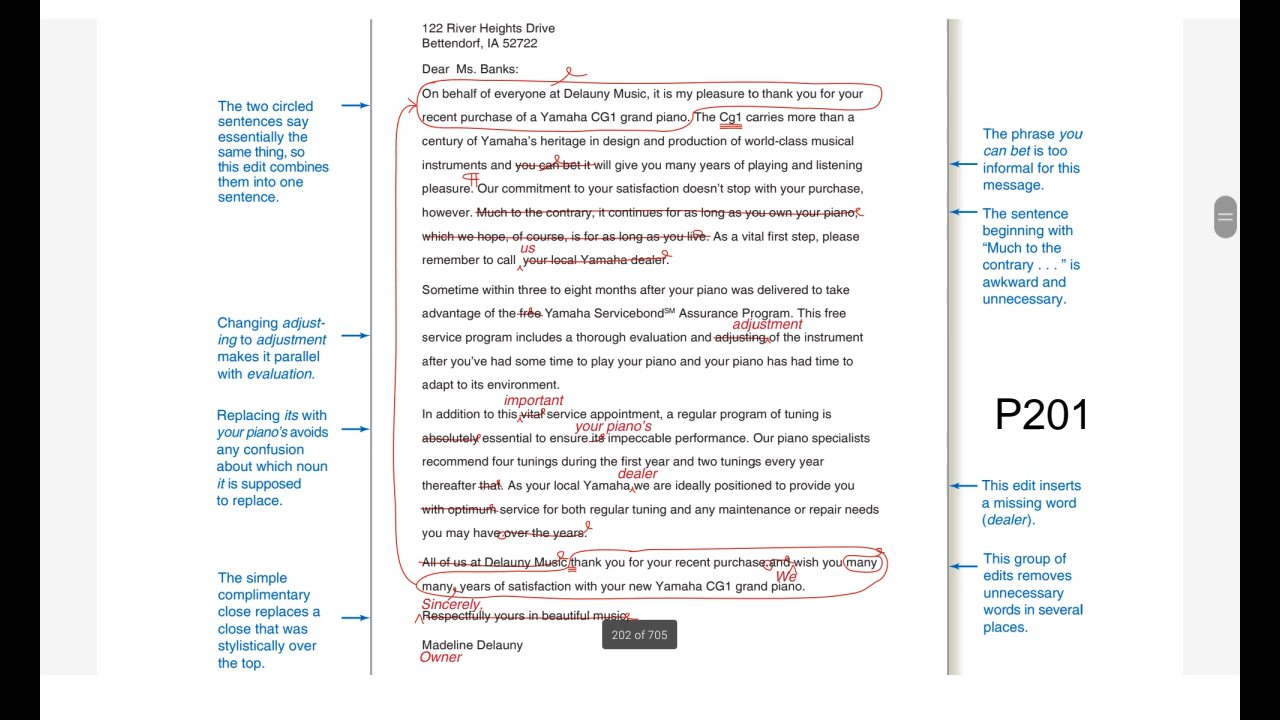 122 River Heights Drive
Bettendorf, IA 52722
Dear Ms. Banks:
On behalf of everyone at Delauny Music, it is my pleasure to thank you for your
recent purchase of a Yamaha CG1 grand piano. The Cg1 carries more than a
century of Yamaha's heritage in design and production of world-class musical
instruments and you can bet it will give you many years of playing and listening
pleasure. ¶ Our commitment to your satisfaction doesn't stop with your purchase,
however. Much to the contrary, it continues for as long as you own your piano,
which we hope, of course, is for as long as you live. As a vital first step, please
us
remember to call your local Yamaha dealer.
Sometime within three to eight months after your piano was delivered to take
advantage of the free Yamaha Servicebond℠ Assurance Program. This free
adjustment
service program includes a thorough evaluation and adjusting of the instrument
after you've had some time to play your piano and your piano has had time to
adapt to its environment.
important
In addition to this vital service appointment, a regular program of tuning is
your piano's
absolutely essential to ensure its impeccable performance. Our piano specialists
recommend four tunings during the first year and two tunings every year
dealer
thereafter that. As your local Yamaha we are ideally positioned to provide you
with optimum service for both regular tuning and any maintenance or repair needs
you may have over the years.
All of us at Delauny Music thank you for your recent purchase and wish you many
We
many, years of satisfaction with your new Yamaha CG1 grand piano.
Sincerely,
Respectfully yours in beautiful music,
Madeline Delauny
Owner
The two circled
sentences say
essentially the
same thing, so
this edit combines
them into one
sentence.
Changing adjust-
ing to adjustment
makes it parallel
with evaluation.
Replacing its with
your piano's avoids
any confusion
about which noun
it is supposed
to replace.
The simple
complimentary
close replaces a
close that was
stylistically over
the top.
The phrase you
can bet is too
informal for this
message.
The sentence
beginning with
"Much to the
contrary . . ." is
awkward and
unnecessary.
P201
This edit inserts
a missing word
(dealer).
This group of
edits removes
unnecessary
words in several
places.
202 of 705